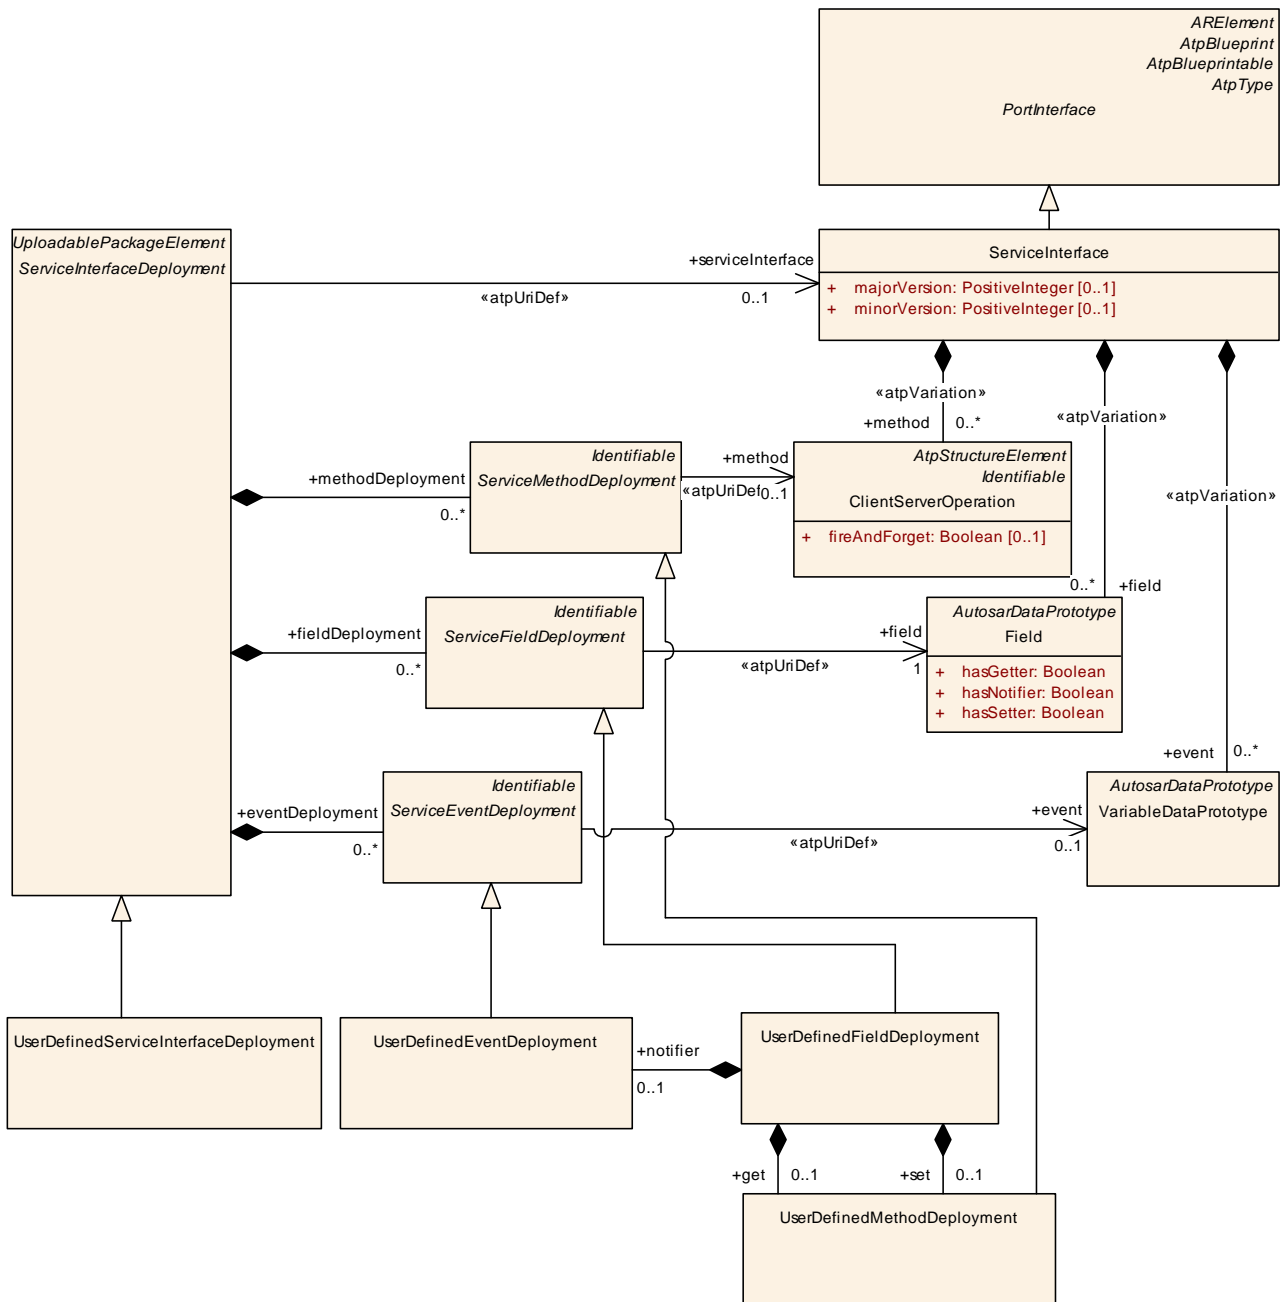 ARElement
AtpBlueprint
AtpBlueprintable
AtpType
PortInterface
UploadablePackageElement
ServiceInterfaceDeployment
+serviceInterface
«atpUriDef»
0..1
ServiceInterface
+ majorVersion: PositiveInteger [0..1]
+ minorVersion: PositiveInteger [0..1]
«atpVariation»
+method
0..*
«atpVariation»
0..*
+field
«atpVariation»
+event
0..*
+methodDeployment
0..*
Identifiable
ServiceMethodDeployment
+method
«atpUriDef»
0..1
AtpStructureElement
Identifiable
ClientServerOperation
+ fireAndForget: Boolean [0..1]
+fieldDeployment
0..*
Identifiable
ServiceFieldDeployment
+field
«atpUriDef»
1
AutosarDataPrototype
Field
+ hasGetter: Boolean
+ hasNotifier: Boolean
+ hasSetter: Boolean
+eventDeployment
0..*
Identifiable
ServiceEventDeployment
+event
«atpUriDef»
0..1
AutosarDataPrototype
VariableDataPrototype
UserDefinedServiceInterfaceDeployment
UserDefinedEventDeployment
+notifier
0..1
UserDefinedFieldDeployment
+get
0..1
+set
0..1
UserDefinedMethodDeployment